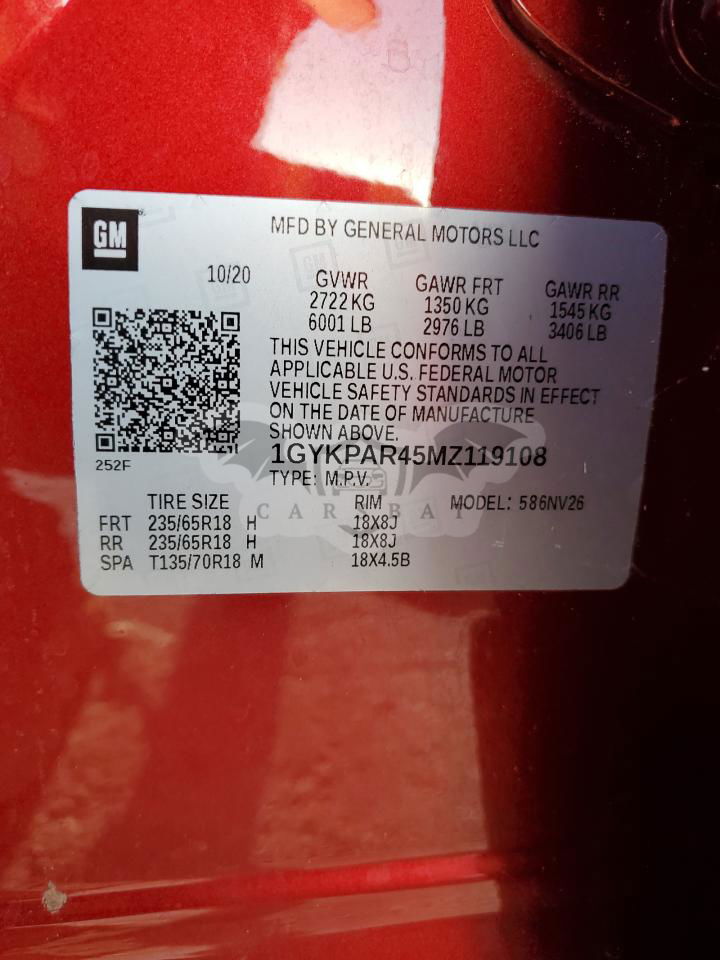 GM
MFD BY GENERAL MOTORS LLC
10/20
GVWR GAWR FRT GAWR RR
2722 KG 1350 KG 1545 KG
6001 LB 2976 LB 3406 LB
THIS VEHICLE CONFORMS TO ALL
APPLICABLE U.S. FEDERAL MOTOR
VEHICLE SAFETY STANDARDS IN EFFECT
ON THE DATE OF MANUFACTURE
SHOWN ABOVE.
1GYKPAR45MZ119108
252F
TYPE: M.P.V.
TIRE SIZE RIM MODEL: 586NV26
CARSBAT
FRT 235/65R18 H 18X8J
RR 235/65R18 H 18X8J
SPA T135/70R18 M 18X4.5B